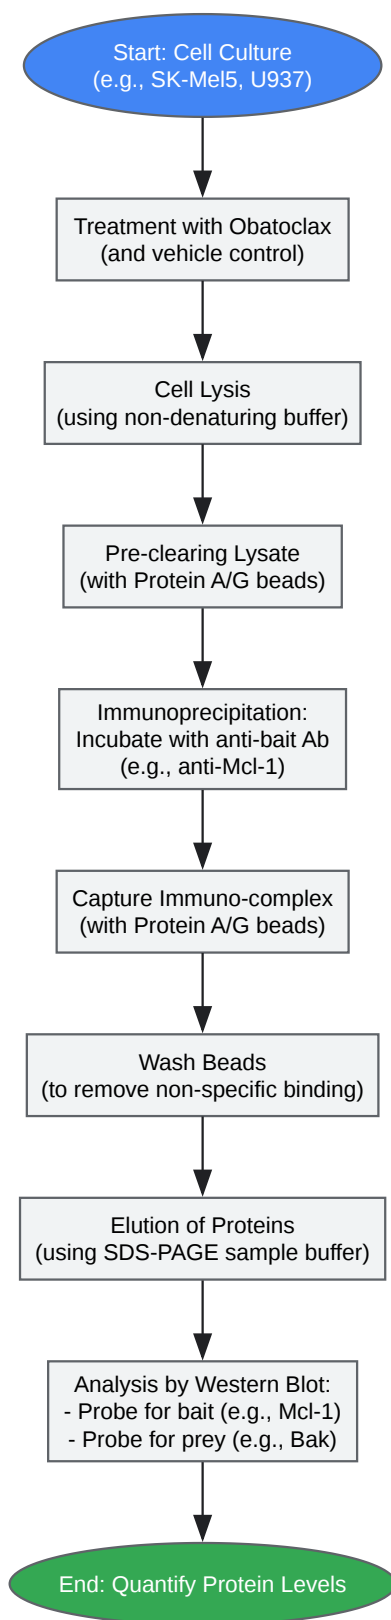 Start: Cell Culture
(e.g., SK-Mel5, U937)
Treatment with Obatoclax
(and vehicle control)
Cell Lysis
(using non-denaturing buffer)
Pre-clearing Lysate
(with Protein A/G beads)
Immunoprecipitation:
Incubate with anti-bait Ab
(e.g., anti-Mcl-1)
Capture Immuno-complex
(with Protein A/G beads)
Wash Beads
(to remove non-specific binding)
Elution of Proteins
(using SDS-PAGE sample buffer)
Analysis by Western Blot:
- Probe for bait (e.g., Mcl-1)
- Probe for prey (e.g., Bak)
End: Quantify Protein Levels